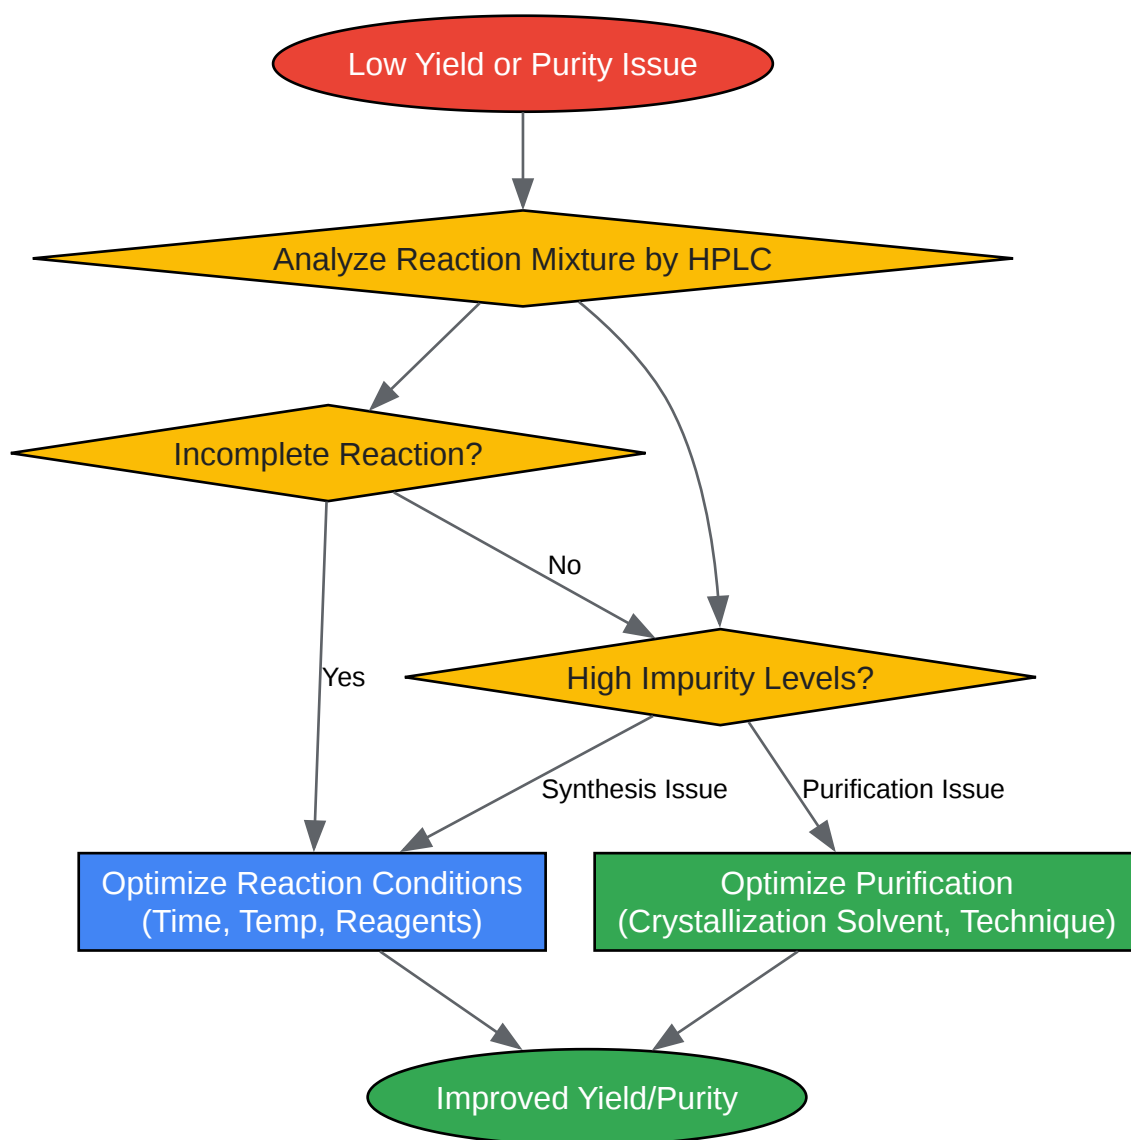 Low Yield or Purity Issue
Analyze Reaction Mixture by HPLC
Incomplete Reaction?
No
Yes
High Impurity Levels?
Synthesis Issue
Purification Issue
Optimize Reaction Conditions
(Time, Temp, Reagents)
Optimize Purification
(Crystallization Solvent, Technique)
Improved Yield/Purity